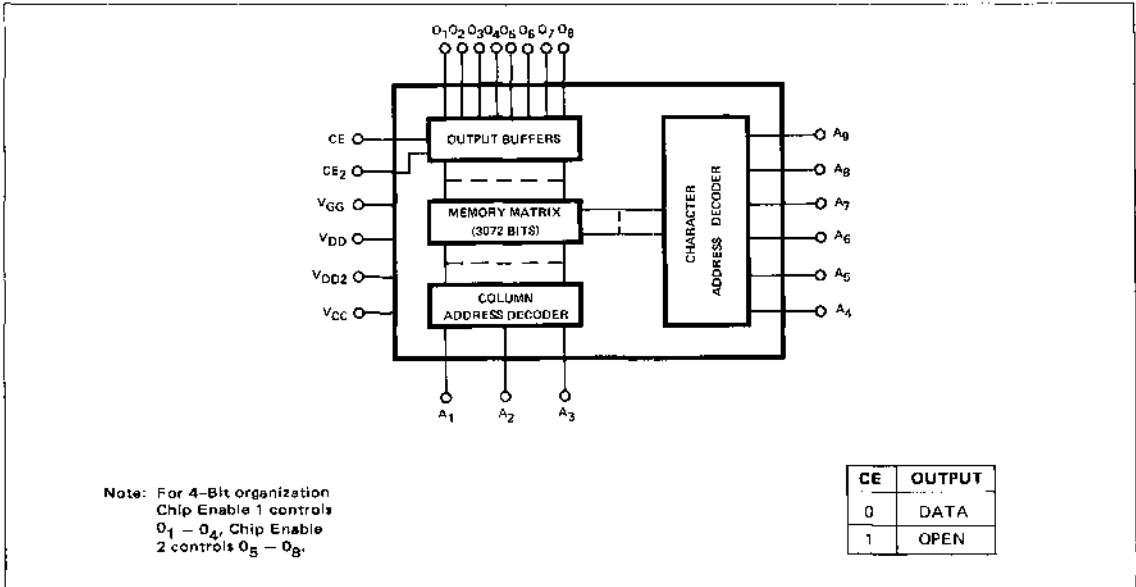 O1 O2 O3 O4 O5 O6 O7 O8
CE
CE2
VGG
VDD
VDD2
VCC
OUTPUT BUFFERS
MEMORY MATRIX
(3072 BITS)
COLUMN
ADDRESS DECODER
CHARACTER
ADDRESS DECODER
A9
A8
A7
A6
A5
A4
A1 A2 A3
Note: For 4-Bit organization
Chip Enable 1 controls
O1 – O4, Chip Enable
2 controls O5 – O8.
CE OUTPUT
0 DATA
1 OPEN